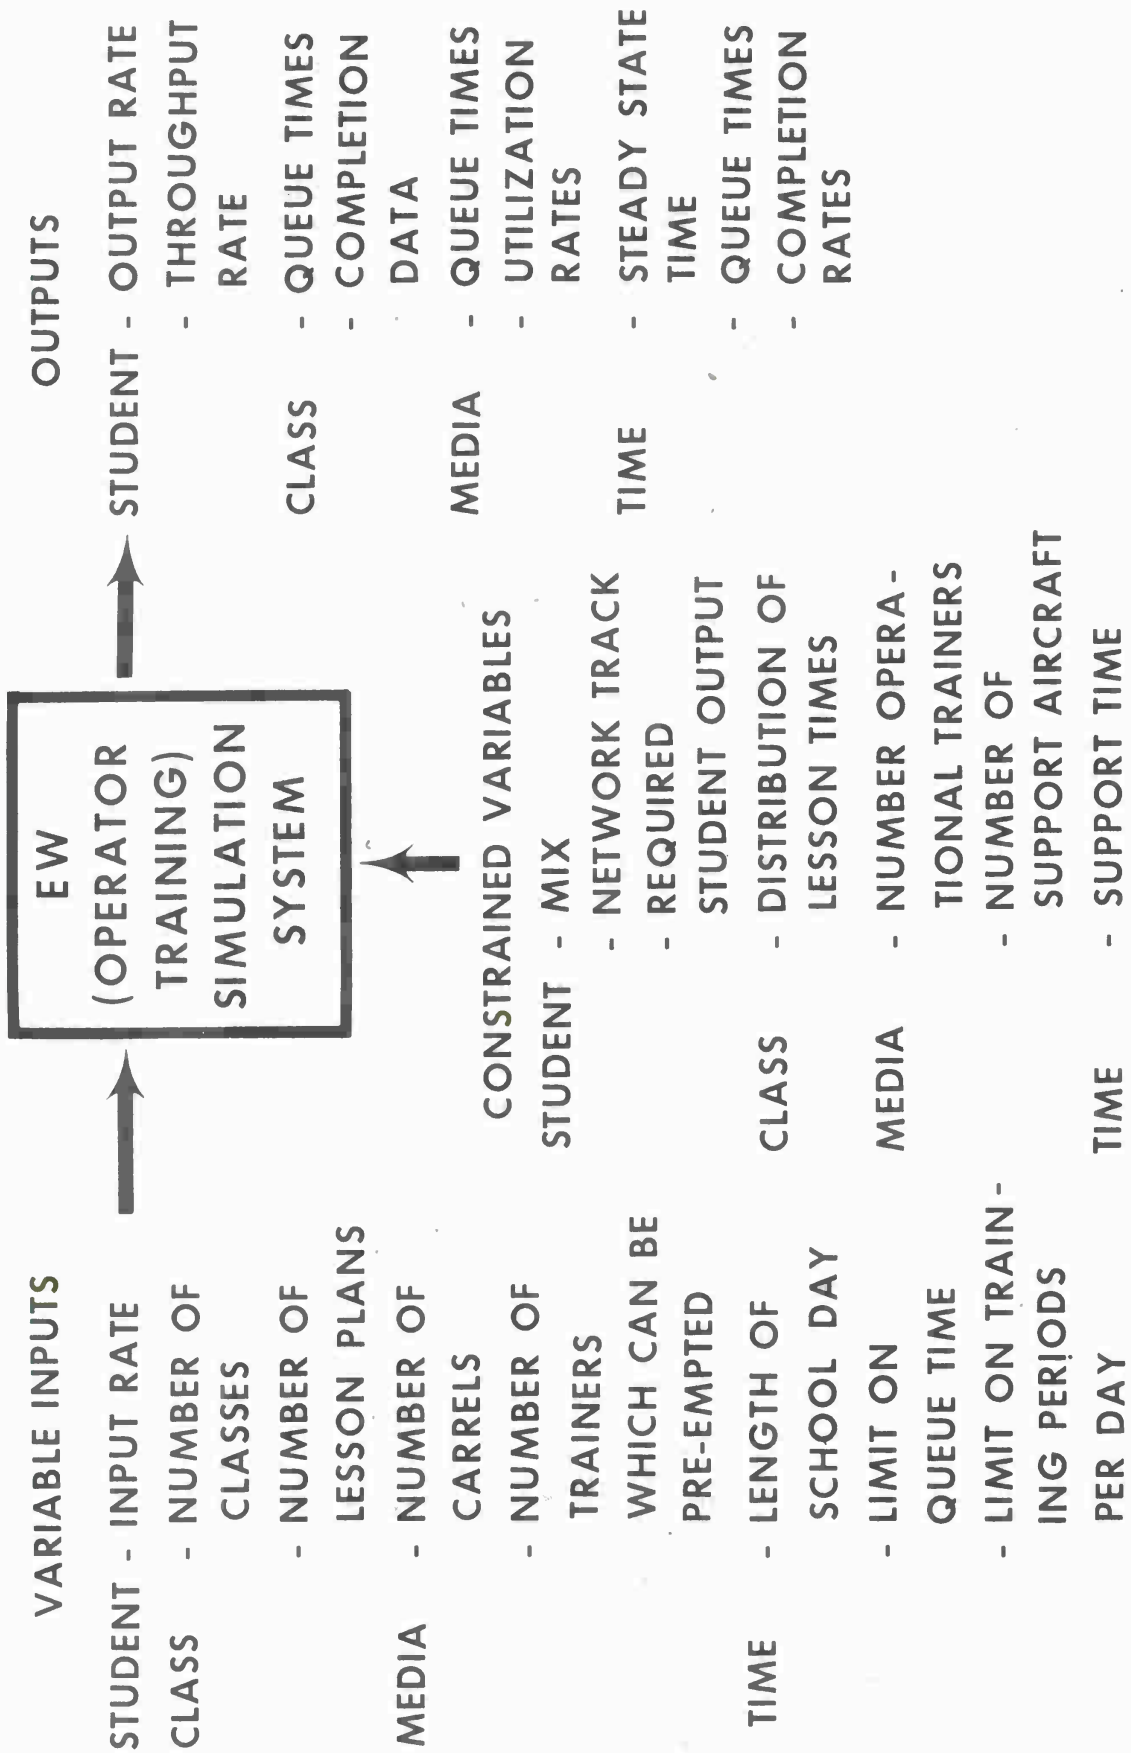 VARIABLE INPUTS
STUDENT - INPUT RATE
CLASS - NUMBER OF
CLASSES
- NUMBER OF
LESSON PLANS
MEDIA - NUMBER OF
CARRELS
- NUMBER OF
TRAINERS
WHICH CAN BE
PRE-EMPTED
TIME - LENGTH OF
SCHOOL DAY
- LIMIT ON
QUEUE TIME
- LIMIT ON TRAIN-
ING PERIODS
PER DAY
EW
(OPERATOR
TRAINING)
SIMULATION
SYSTEM
CONSTRAINED VARIABLES
STUDENT - MIX
- NETWORK TRACK
- REQUIRED
STUDENT OUTPUT
CLASS - DISTRIBUTION OF
LESSON TIMES
MEDIA - NUMBER OPERA-
TIONAL TRAINERS
- NUMBER OF
SUPPORT AIRCRAFT
TIME - SUPPORT TIME
OUTPUTS
STUDENT - OUTPUT RATE
- THROUGHPUT
RATE
CLASS - QUEUE TIMES
- COMPLETION
DATA
MEDIA - QUEUE TIMES
- UTILIZATION
RATES
TIME - STEADY STATE
TIME
- QUEUE TIMES
- COMPLETION
RATES